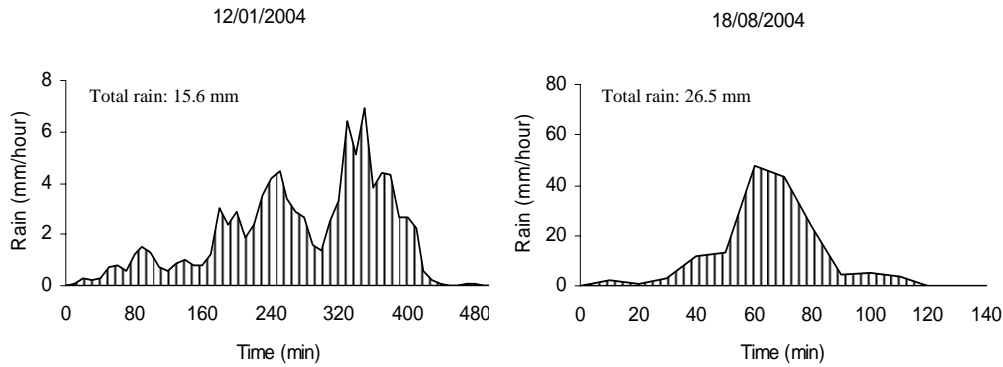 12/01/2004
Total rain: 15.6 mm
8
6
4
2
0
Rain (mm/hour)
0 80 160 240 320 400 480
Time (min)
18/08/2004
Total rain: 26.5 mm
80
60
40
20
0
Rain (mm/hour)
0 20 40 60 80 100 120 140
Time (min)